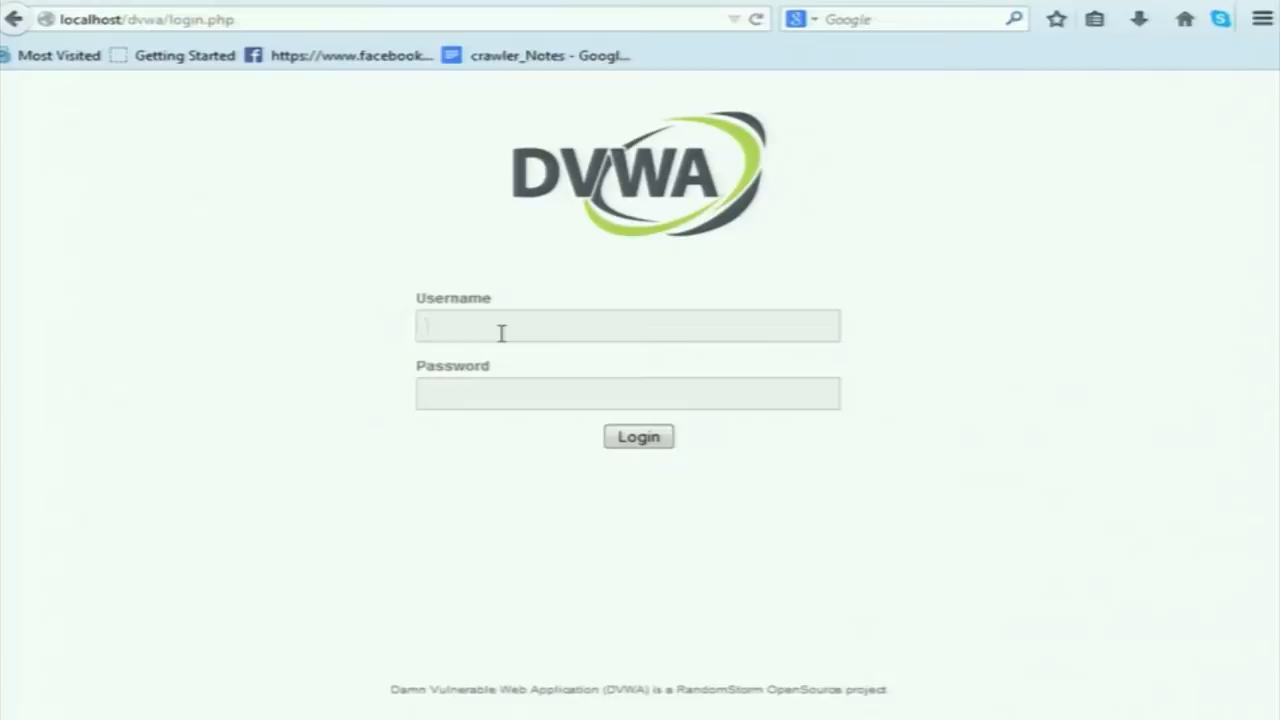 localhost/dvwa/login.php
Google
Most Visited Getting Started https://www.facebook... crawler_Notes - Googl...
DVWA
Username
Password
Login
Damn Vulnerable Web Application (DVWA) is a RandomStorm OpenSource project